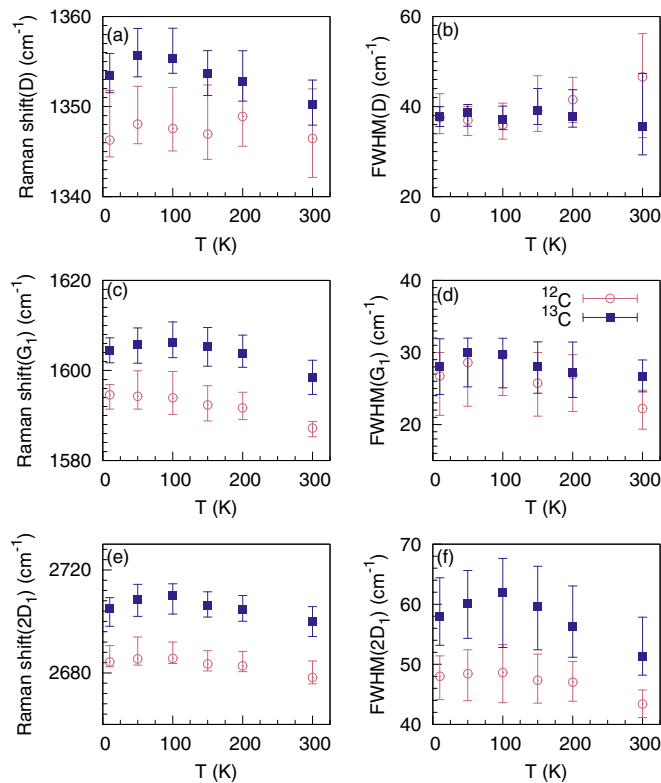 1360
(a)
Raman shift(D) (cm⁻¹)
1350
1340
0 100 200 300
T (K)
60
(b)
FWHM(D) (cm⁻¹)
40
20
0 100 200 300
T (K)
1620
(c)
Raman shift(G₁) (cm⁻¹)
1600
1580
0 100 200 300
T (K)
40
(d)
¹²C
¹³C
FWHM(G₁) (cm⁻¹)
30
20
0 100 200 300
T (K)
(e)
2720
Raman shift(2D₁) (cm⁻¹)
2680
0 100 200 300
T (K)
70
(f)
FWHM(2D₁) (cm⁻¹)
60
50
40
0 100 200 300
T (K)